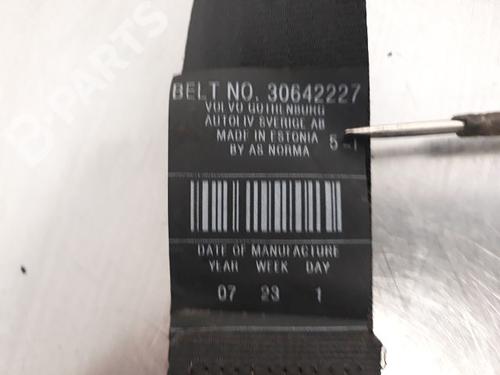 BELT NO. 30642227
VOLVO GOTHENBURG
AUTOLIV SVERIGE AB
MADE IN ESTONIA
BY AS NORMA
DATE OF MANUFACTURE
YEAR WEEK DAY
07 23 1